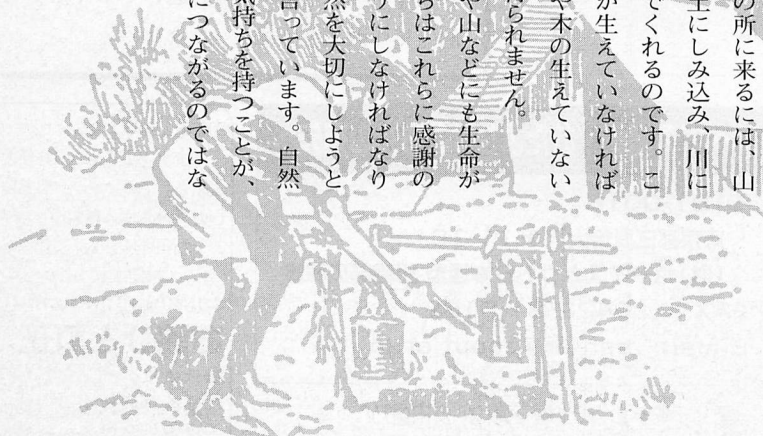 の所に来るには、山
にしみ込み、川に
でくれるのです。こ
が生えていなければ
や木の生えていない
られません。
や山などにも生命が
ちはこれらに感謝の
うにしなければなり
然を大切にしようと
言っています。自然
気持ちを持つことが、
につながるのではな